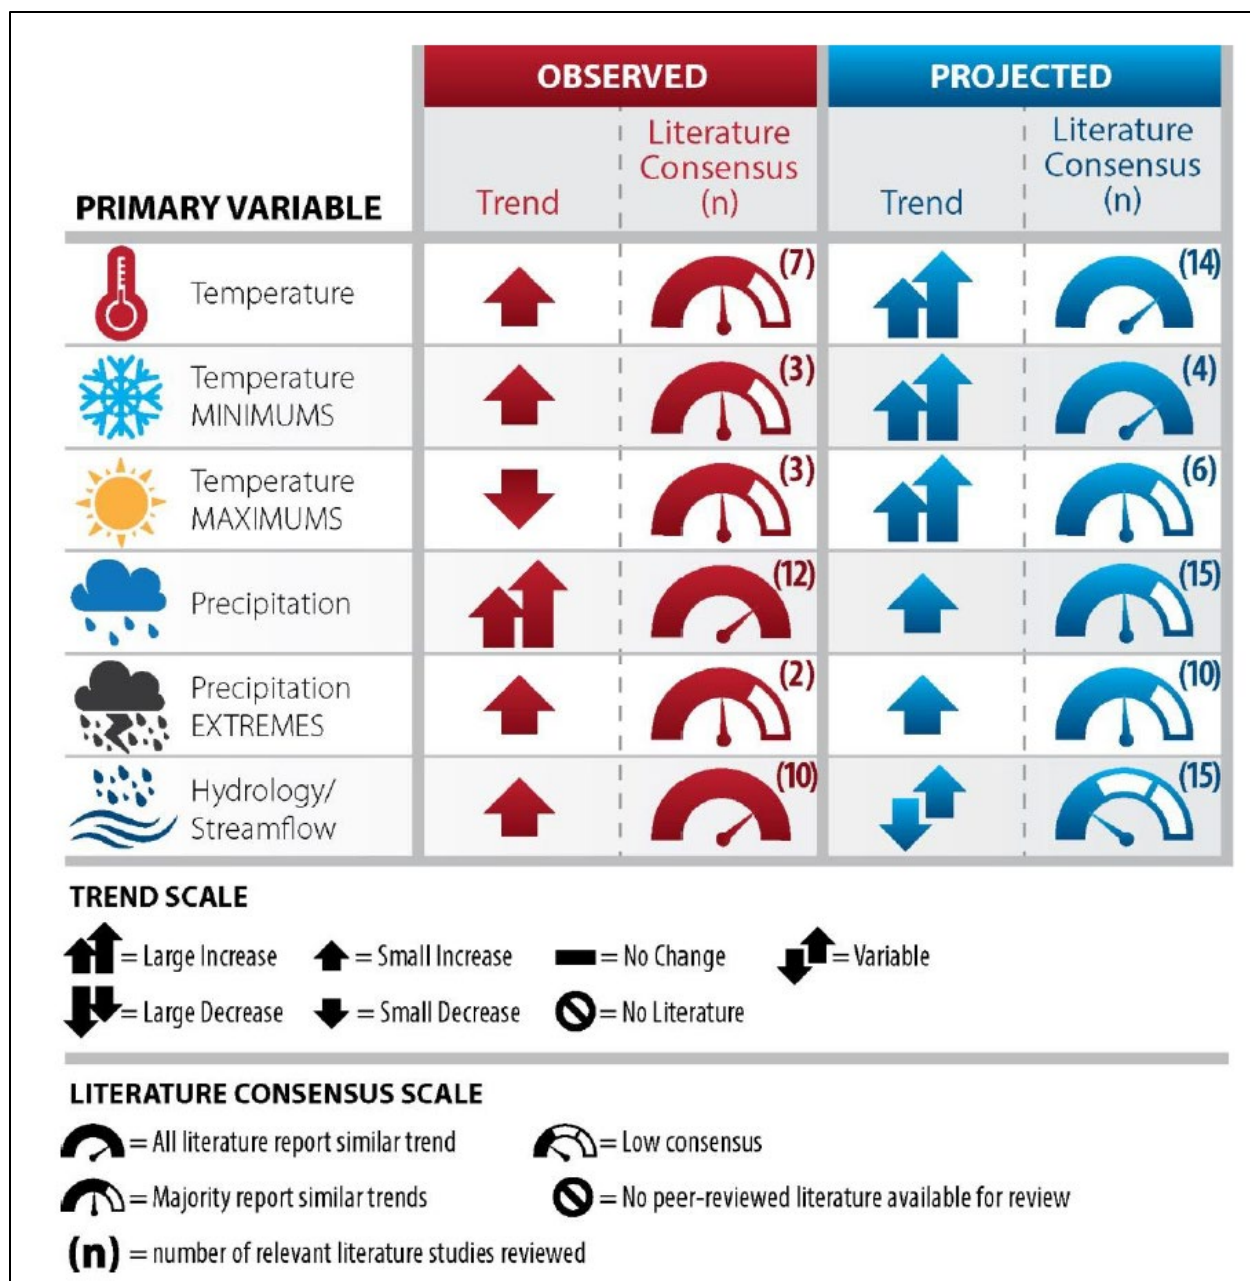 OBSERVED PROJECTED
Literature Consensus (n)
Literature Consensus (n)
PRIMARY VARIABLE Trend Trend
Temperature (7) (14)
Temperature MINIMUMS (3) (4)
Temperature MAXIMUMS (3) (6)
Precipitation (12) (15)
Precipitation EXTREMES (2) (10)
Hydrology/ Streamflow (10) (15)
TREND SCALE
= Large Increase = Small Increase = No Change = Variable
= Large Decrease = Small Decrease = No Literature
LITERATURE CONSENSUS SCALE
= All literature report similar trend = Low consensus
= Majority report similar trends = No peer-reviewed literature available for review
(n) = number of relevant literature studies reviewed